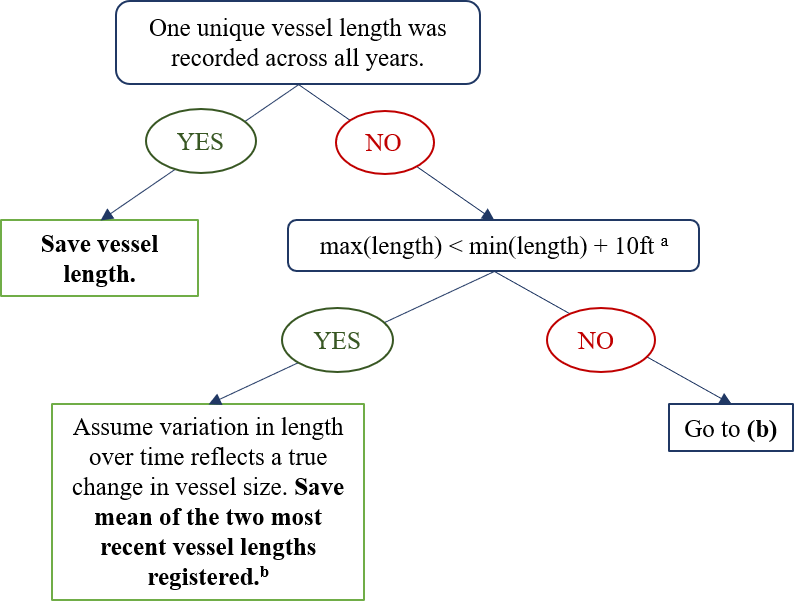 One unique vessel length was
recorded across all years.
YES
NO
Save vessel
length.
max(length) < min(length) + 10ft ᵃ
YES
NO
Assume variation in length
over time reflects a true
change in vessel size. Save
mean of the two most
recent vessel lengths
registered.ᵇ
Go to (b)